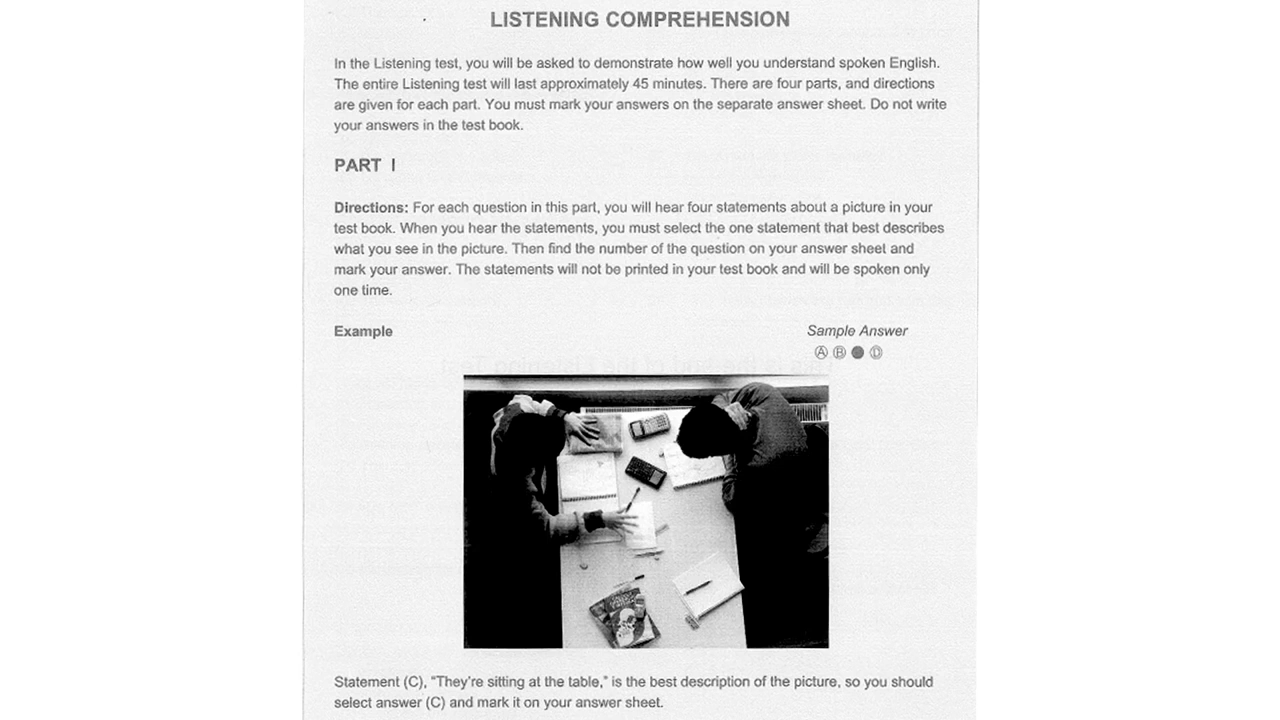 LISTENING COMPREHENSION
In the Listening test, you will be asked to demonstrate how well you understand spoken English.
The entire Listening test will last approximately 45 minutes. There are four parts, and directions
are given for each part. You must mark your answers on the separate answer sheet. Do not write
your answers in the test book.
PART I
Directions: For each question in this part, you will hear four statements about a picture in your
test book. When you hear the statements, you must select the one statement that best describes
what you see in the picture. Then find the number of the question on your answer sheet and
mark your answer. The statements will not be printed in your test book and will be spoken only
one time.
Example
Sample Answer
Ⓐ Ⓑ ● Ⓓ
Statement (C), "They're sitting at the table," is the best description of the picture, so you should
select answer (C) and mark it on your answer sheet.